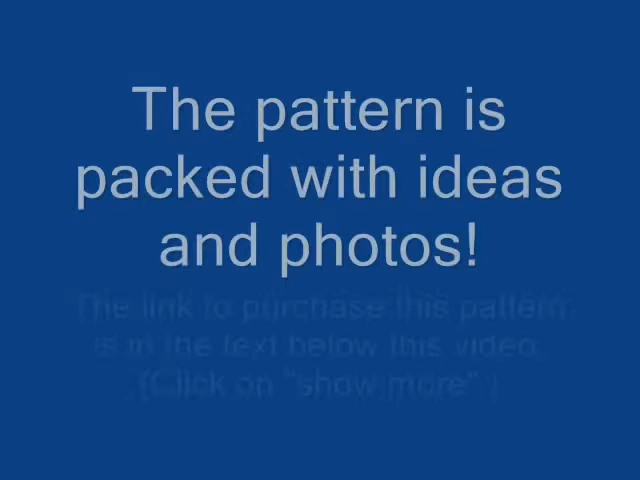 The pattern is
packed with ideas
and photos!
The link to purchase this pattern
is in the text below this video.
(Click on "show more" )